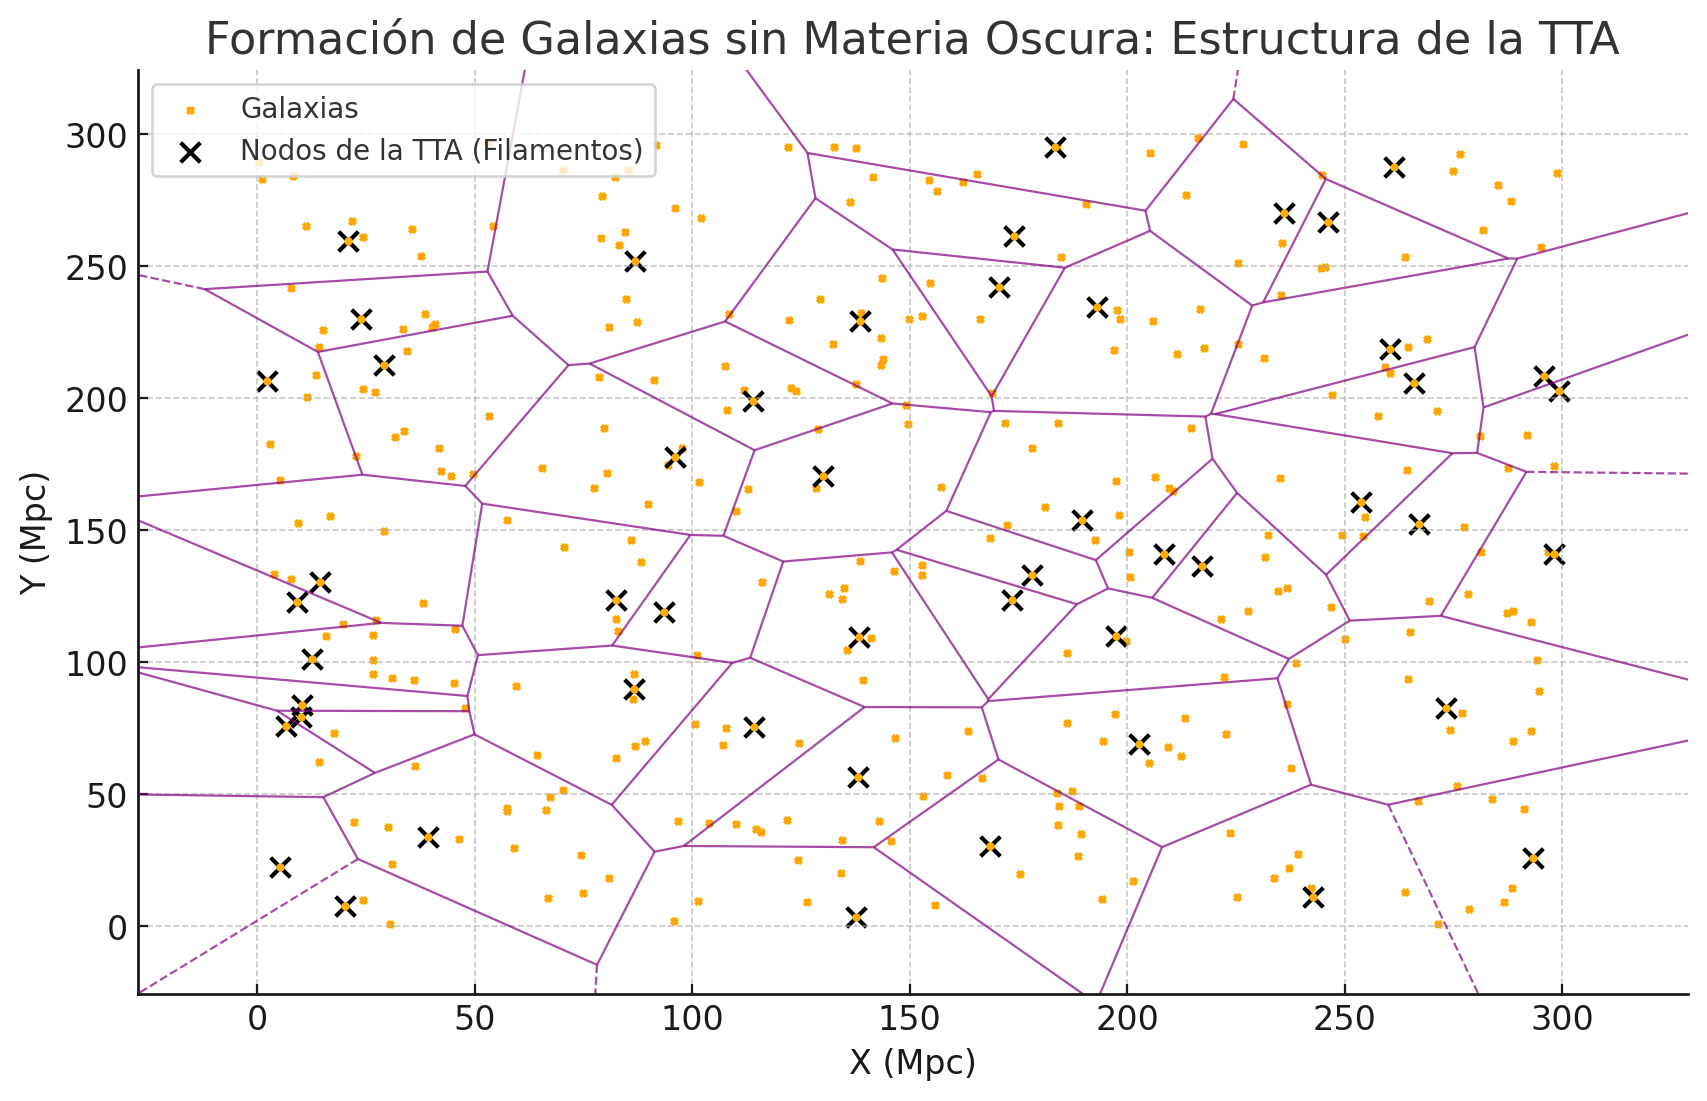 Formación de Galaxias sin Materia Oscura: Estructura de la TTA
Galaxias
Nodos de la TTA (Filamentos)
Y (Mpc)
300
250
200
150
100
50
0
0 50 100 150 200 250 300
X (Mpc)